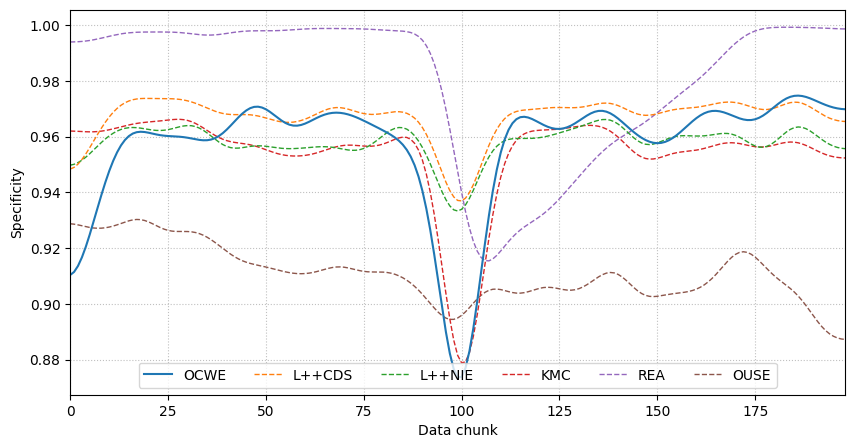 1.00
0.98
0.96
0.94
0.92
0.90
0.88
Specificity
OCWE L++CDS L++NIE KMC REA OUSE
0 25 50 75 100 125 150 175
Data chunk